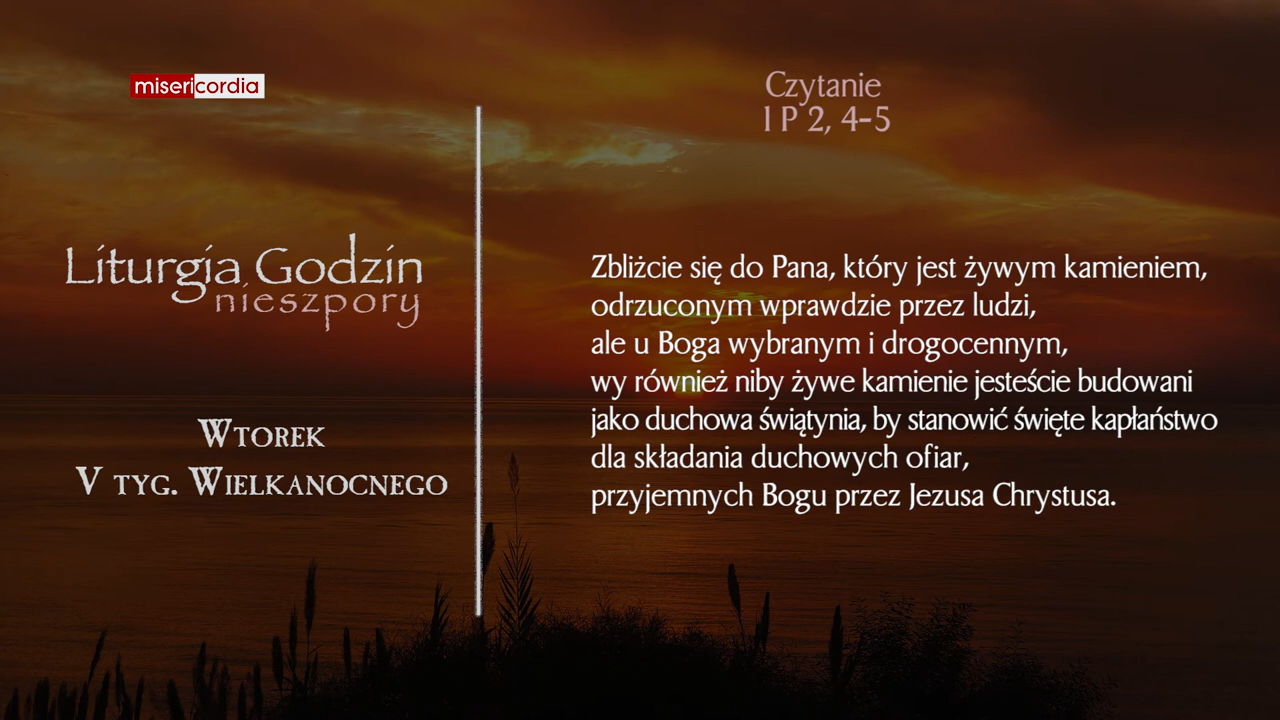 misericordia
Liturgia Godzin
nieszpory
Wtorek
V tyg. Wielkanocnego
Czytanie
1 P 2, 4-5
Zbliżcie się do Pana, który jest żywym kamieniem,
odrzuconym wprawdzie przez ludzi,
ale u Boga wybranym i drogocennym,
wy również niby żywe kamienie jesteście budowani
jako duchowa świątynia, by stanowić święte kapłaństwo
dla składania duchowych ofiar,
przyjemnych Bogu przez Jezusa Chrystusa.